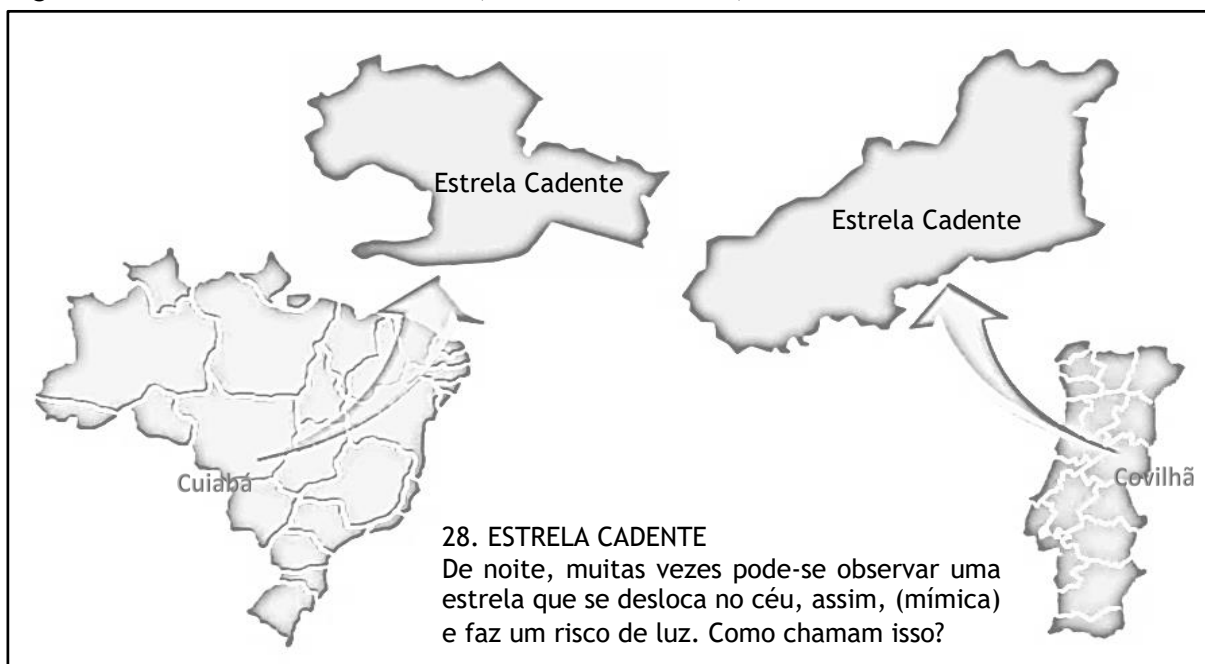 Estrela Cadente
Estrela Cadente
Cuiabá
Covilhã
28. ESTRELA CADENTE
De noite, muitas vezes pode-se observar uma
estrela que se desloca no céu, assim, (mímica)
e faz um risco de luz. Como chamam isso?